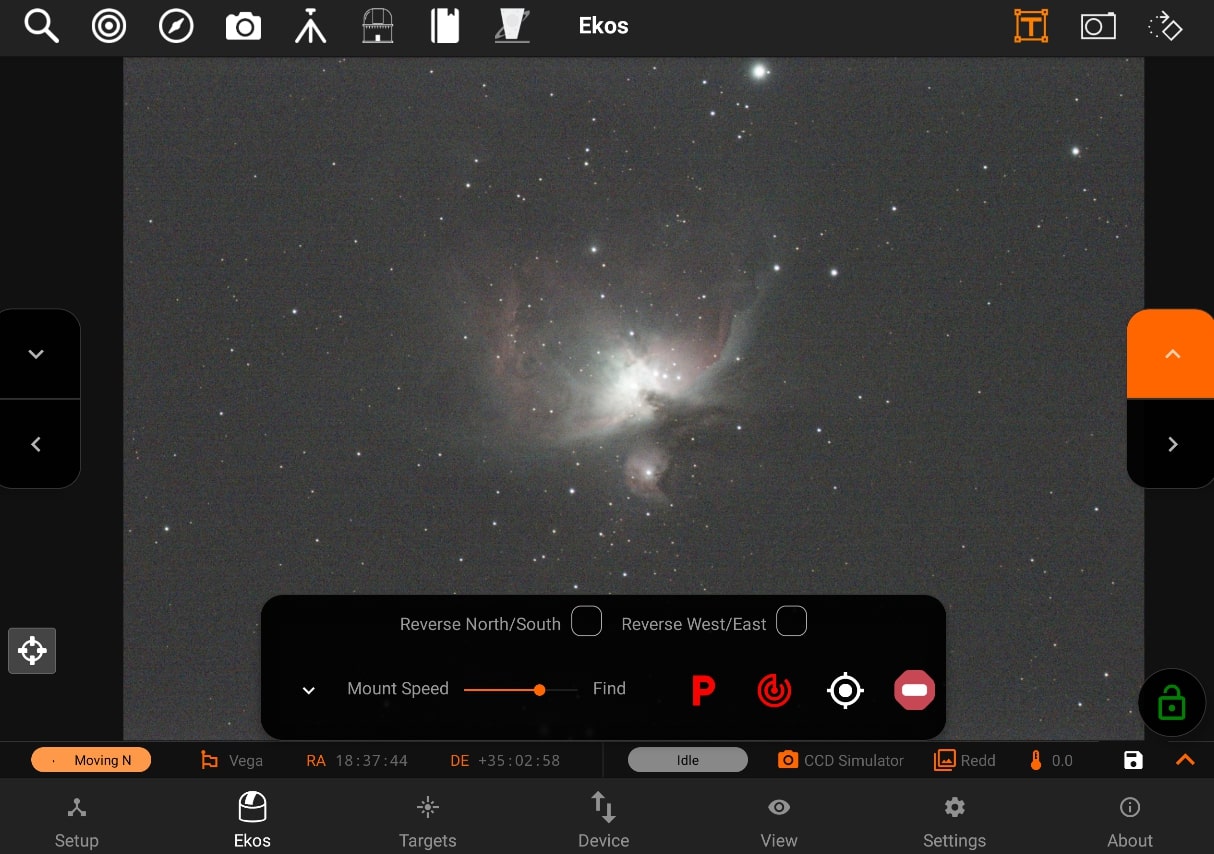 Ekos
T
Reverse North/South Reverse West/East
Mount Speed Find P
Moving N Vega RA 18:37:44 DE +35:02:58 Idle CCD Simulator Redd 0.0
Setup Ekos Targets Device View Settings About